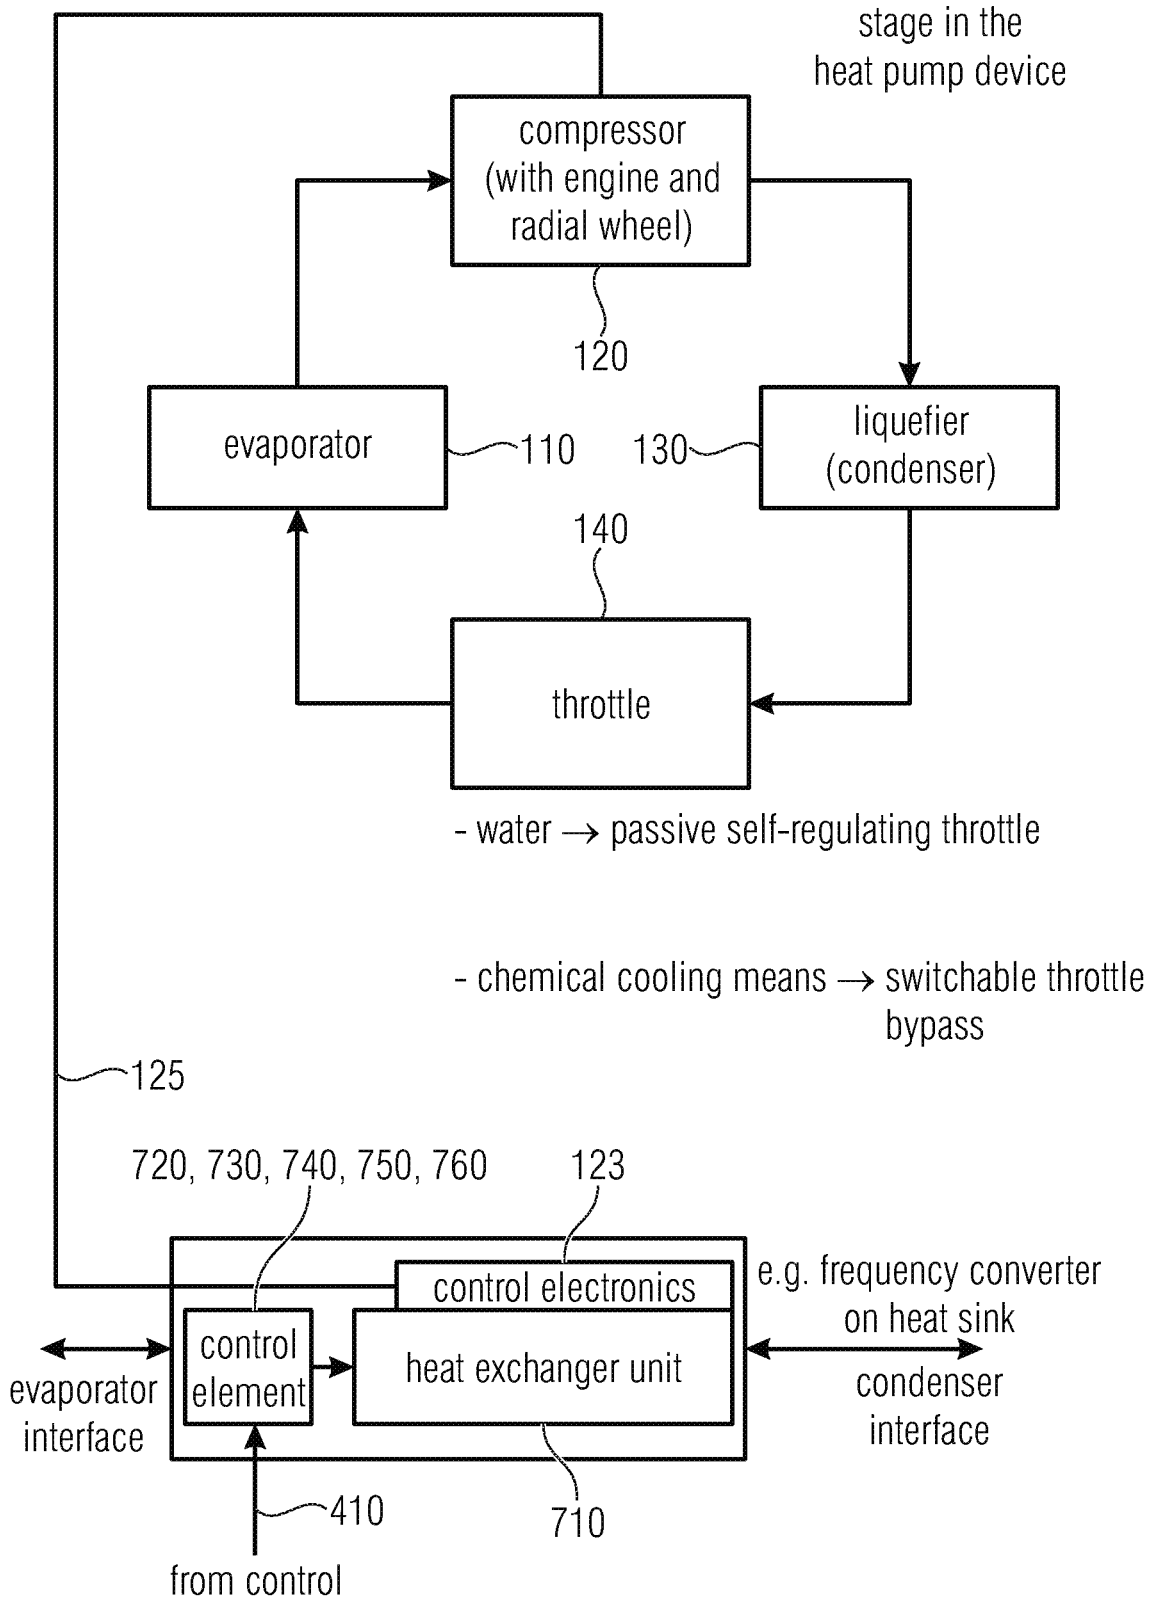 stage in the
heat pump device
compressor
(with engine and
radial wheel)
120
evaporator
110
130
liquefier
(condenser)
140
throttle
- water → passive self-regulating throttle
- chemical cooling means → switchable throttle
bypass
125
720, 730, 740, 750, 760
123
control electronics
e.g. frequency converter
on heat sink
control
element
heat exchanger unit
evaporator
interface
condenser
interface
410
710
from control